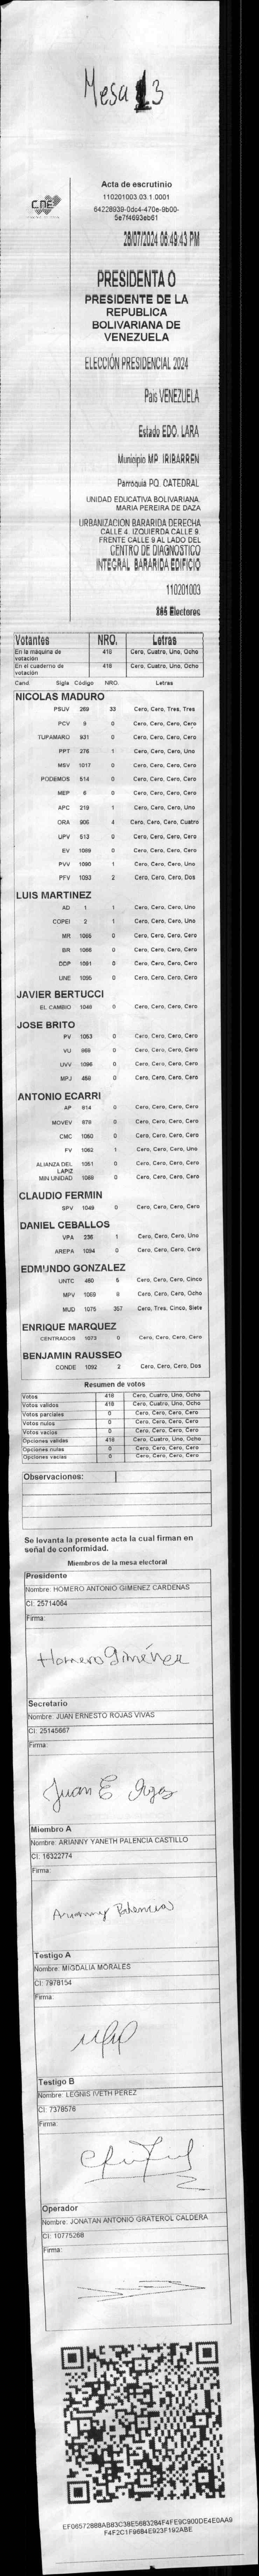 Mesa 13
CNE
Acta de escrutinio
110201003.03.1.0001
64228939-0dc4-470e-9b00-
5e7f4693eb61
28/07/2024 06:49:43 PM
PRESIDENTA O
PRESIDENTE DE LA
REPUBLICA
BOLIVARIANA DE
VENEZUELA
ELECCIÓN PRESIDENCIAL 2024
Pais VENEZUELA
Estado EDO. LARA
Municipio MP. IRIBARREN
Parroquia PQ. CATEDRAL
UNIDAD EDUCATIVA BOLIVARIANA.
MARIA PEREIRA DE DAZA
URBANIZACIÓN BARARIDA DERECHA
CALLE 4. IZQUIERDA CALLE 9.
FRENTE CALLE 9 AL LADO DEL
CENTRO DE DIAGNOSTICO
INTEGRAL BARARIDA EDIFICIO
110201003
Electores
Votantes NRO. Letras
En la máquina de votación 418 Cero, Cuatro, Uno, Ocho
En el cuaderno de votación 418 Cero, Cuatro, Uno, Ocho
Cand. Sigla Código NRO. Letras
NICOLAS MADURO
PSUV 269 33 Cero, Cero, Tres, Tres
PCV 9 0 Cero, Cero, Cero, Cero
TUPAMARO 931 0 Cero, Cero, Cero, Cero
PPT 276 1 Cero, Cero, Cero, Uno
MSV 1017 0 Cero, Cero, Cero, Cero
PODEMOS 514 0 Cero, Cero, Cero, Cero
MEP 6 0 Cero, Cero, Cero, Cero
APC 219 1 Cero, Cero, Cero, Uno
ORA 906 4 Cero, Cero, Cero, Cuatro
UPV 513 0 Cero, Cero, Cero, Cero
EV 1089 0 Cero, Cero, Cero, Cero
PVV 1090 1 Cero, Cero, Cero, Uno
PFV 1093 2 Cero, Cero, Cero, Dos
LUIS MARTINEZ
AD 1 1 Cero, Cero, Cero, Uno
COPEI 2 1 Cero, Cero, Cero, Uno
MR 1066 0 Cero, Cero, Cero, Cero
BR 1086 0 Cero, Cero, Cero, Cero
DDP 1091 0 Cero, Cero, Cero, Cero
UNE 1095 0 Cero, Cero, Cero, Cero
JAVIER BERTUCCI
EL CAMBIO 1048 0 Cero, Cero, Cero, Cero
JOSE BRITO
PV 1053 0 Cero, Cero, Cero, Cero
VU 969 0 Cero, Cero, Cero, Cero
UVV 1096 0 Cero, Cero, Cero, Cero
MPJ 458 0 Cero, Cero, Cero, Cero
ANTONIO ECARRI
AP 814 0 Cero, Cero, Cero, Cero
MOVEV 678 0 Cero, Cero, Cero, Cero
CMC 1050 0 Cero, Cero, Cero, Cero
FV 1062 1 Cero, Cero, Cero, Uno
ALIANZA DEL LAPIZ 1051 0 Cero, Cero, Cero, Cero
MIN UNIDAD 1088 0 Cero, Cero, Cero, Cero
CLAUDIO FERMIN
SPV 1049 0 Cero, Cero, Cero, Cero
DANIEL CEBALLOS
VPA 236 1 Cero, Cero, Cero, Uno
AREPA 1094 0 Cero, Cero, Cero, Cero
EDMUNDO GONZALEZ
UNTC 460 5 Cero, Cero, Cero, Cinco
MPV 1069 8 Cero, Cero, Cero, Ocho
MUD 1075 357 Cero, Tres, Cinco, Siete
ENRIQUE MARQUEZ
CENTRADOS 1073 0 Cero, Cero, Cero, Cero
BENJAMIN RAUSSEO
CONDE 1092 2 Cero, Cero, Cero, Dos
Resumen de votos
Votos 418 Cero, Cuatro, Uno, Ocho
Votos validos 418 Cero, Cuatro, Uno, Ocho
Votos parciales 0 Cero, Cero, Cero, Cero
Votos nulos 0 Cero, Cero, Cero, Cero
Votos vacios 0 Cero, Cero, Cero, Cero
Opciones validas 418 Cero, Cuatro, Uno, Ocho
Opciones nulas 0 Cero, Cero, Cero, Cero
Opciones vacias 0 Cero, Cero, Cero, Cero
Observaciones:
Se levanta la presente acta la cual firman en
señal de conformidad.
Miembros de la mesa electoral
Presidente
Nombre: HOMERO ANTONIO GIMENEZ CARDENAS
CI: 25714064
Firma:
Homero Giménez
Secretario
Nombre: JUAN ERNESTO ROJAS VIVAS
CI: 25145667
Firma:
Juan E Rojas
Miembro A
Nombre: ARIANNY YANETH PALENCIA CASTILLO
CI: 16322774
Firma:
Arianny Palencia
Testigo A
Nombre: MIGDALIA MORALES
CI: 7978154
Firma:
Testigo B
Nombre: LEGNIS IVETH PEREZ
CI: 7378576
Firma:
Operador
Nombre: JONATAN ANTONIO GRATEROL CALDERA
CI: 10775268
Firma:
EF06572888AB83C38E5683284F4FE9C900DE4E0AA9
F4F2C1F9684E923F192ABE